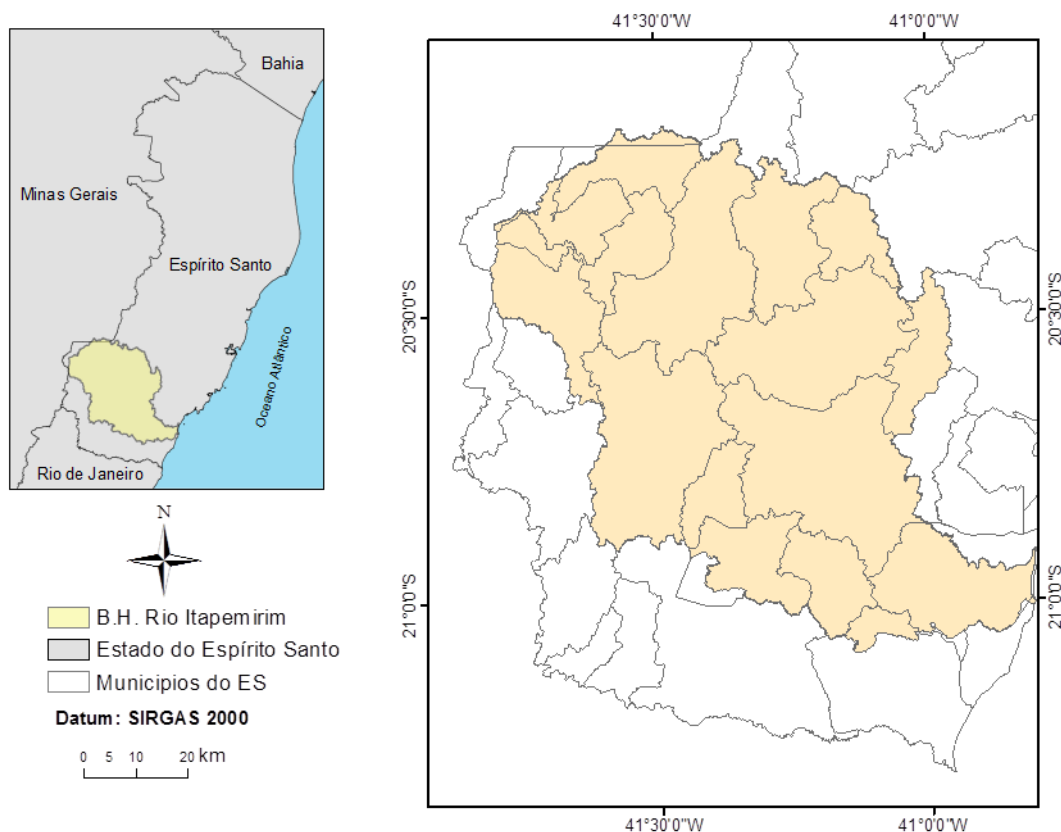 Bahia
Minas Gerais
Espírito Santo
Oceano Atlântico
Rio de Janeiro
N
B.H. Rio Itapemirim
Estado do Espírito Santo
Municípios do ES
Datum: SIRGAS 2000
0 5 10 20 km
41°30'0"W 41°0'0"W
20°30'0"S 20°30'0"S
21°0'0"S 21°0'0"S
41°30'0"W 41°0'0"W